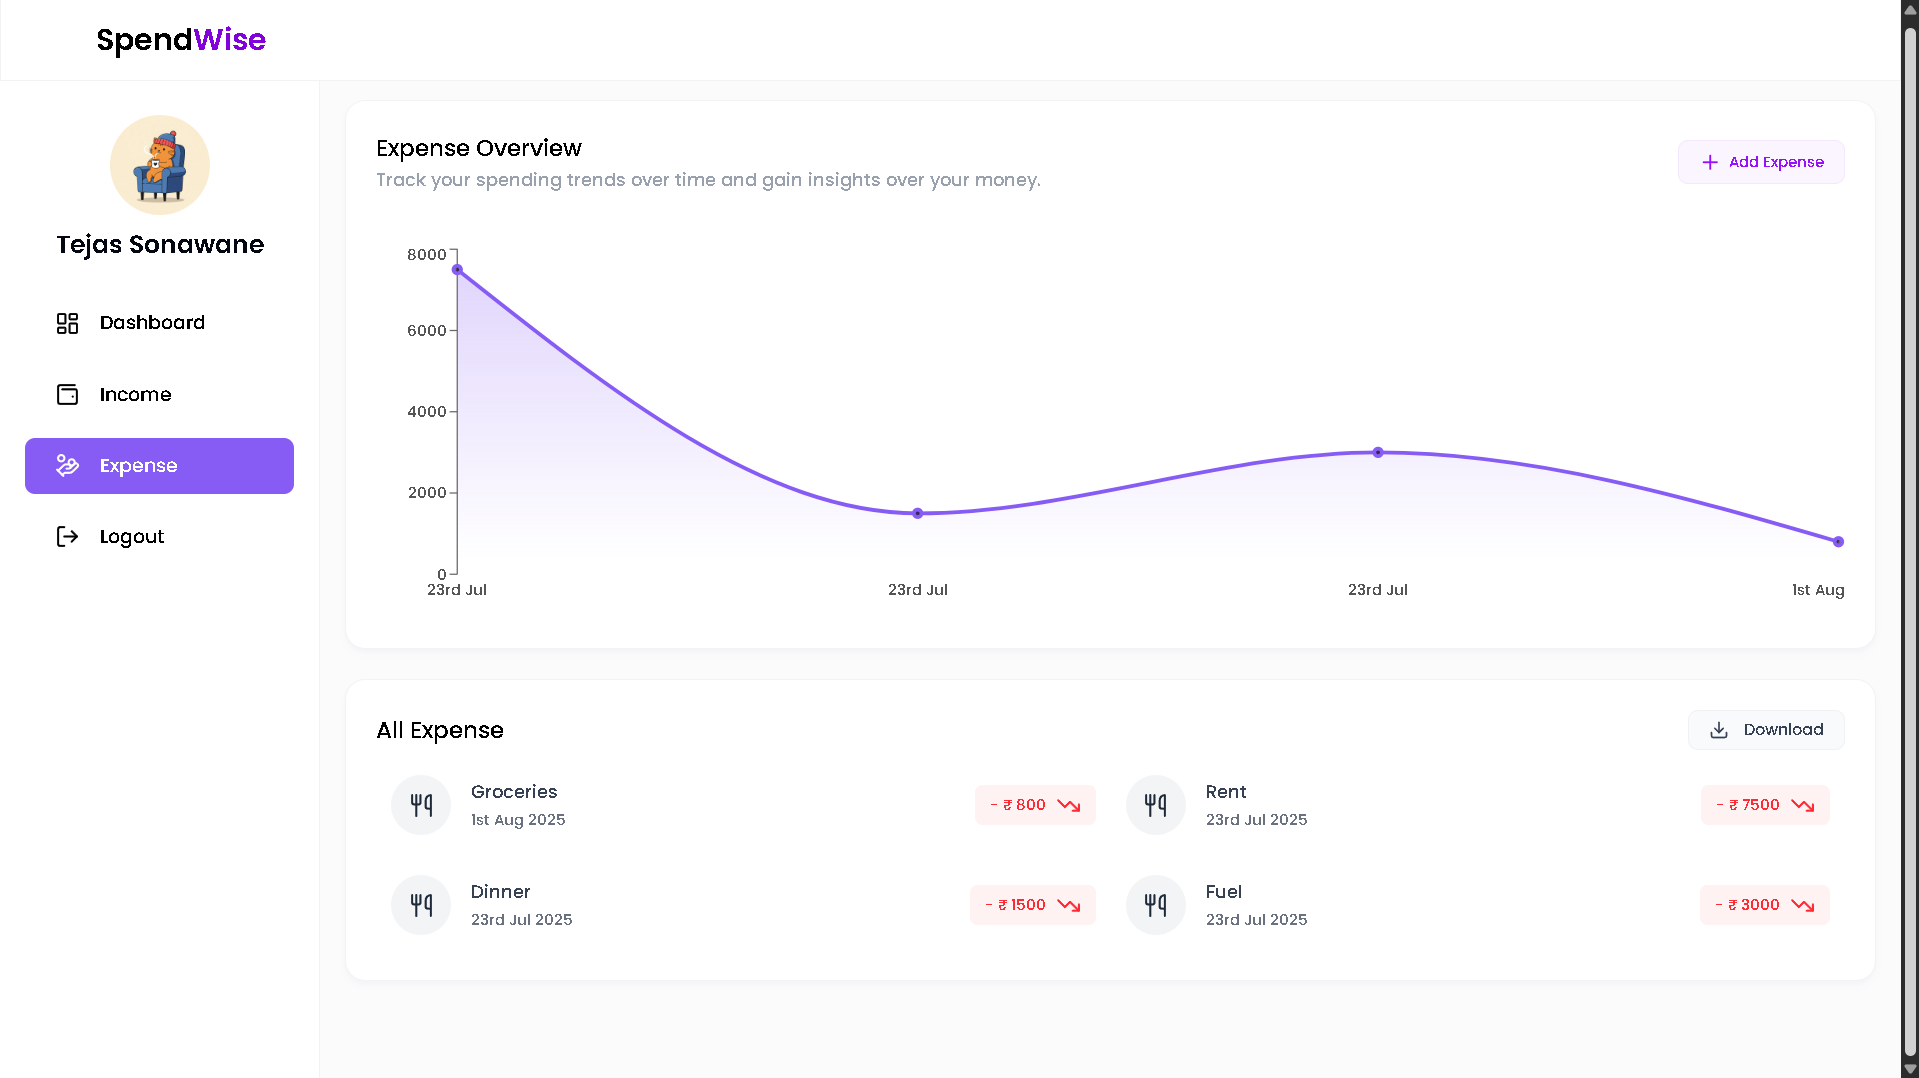 SpendWise
Tejas Sonawane
Dashboard
Income
Expense
Logout
Expense Overview
Track your spending trends over time and gain insights over your money.
Add Expense
8000
6000
4000
2000
0
23rd Jul 23rd Jul 23rd Jul 1st Aug
All Expense
Download
Groceries
1st Aug 2025
- ₹ 800
Rent
23rd Jul 2025
- ₹ 7500
Dinner
23rd Jul 2025
- ₹ 1500
Fuel
23rd Jul 2025
- ₹ 3000